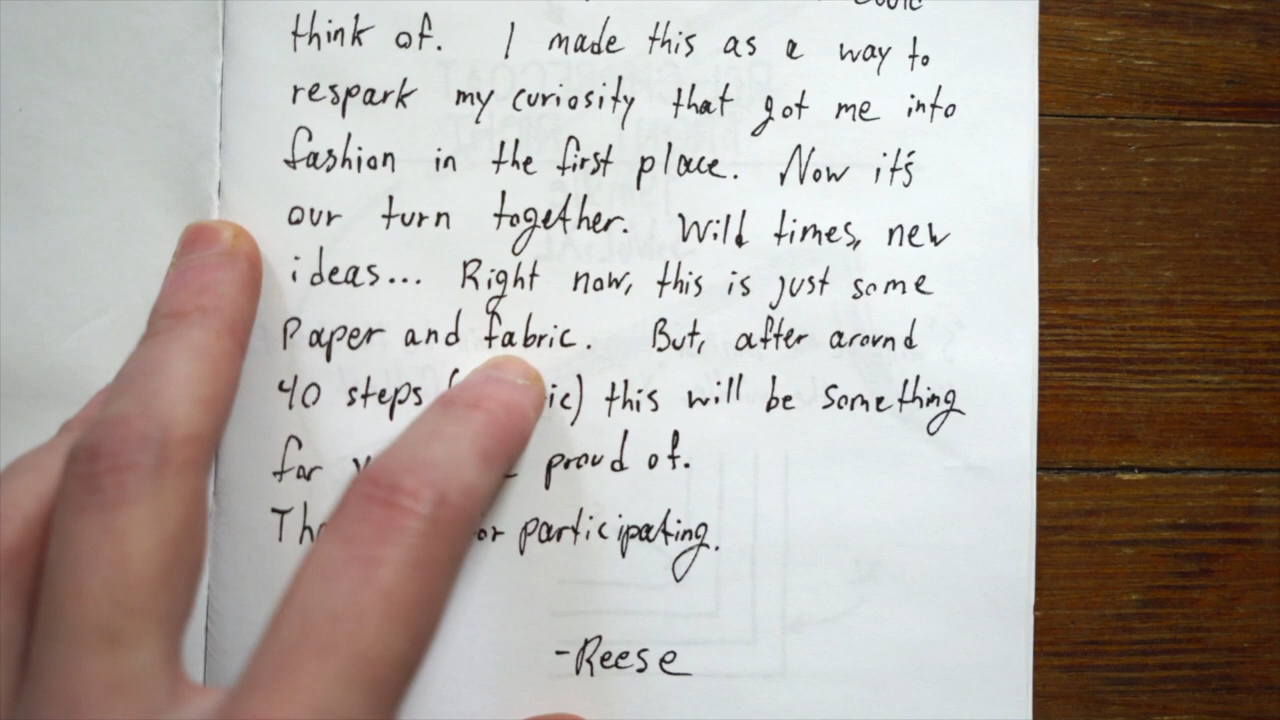 think of. I made this as a way to
respark my curiosity that got me into
fashion in the first place. Now it's
our turn together. Wild times, new
ideas... Right now, this is just some
Paper and fabric. But, after around
40 steps this will be something
for proud of.
participating.
-Reese